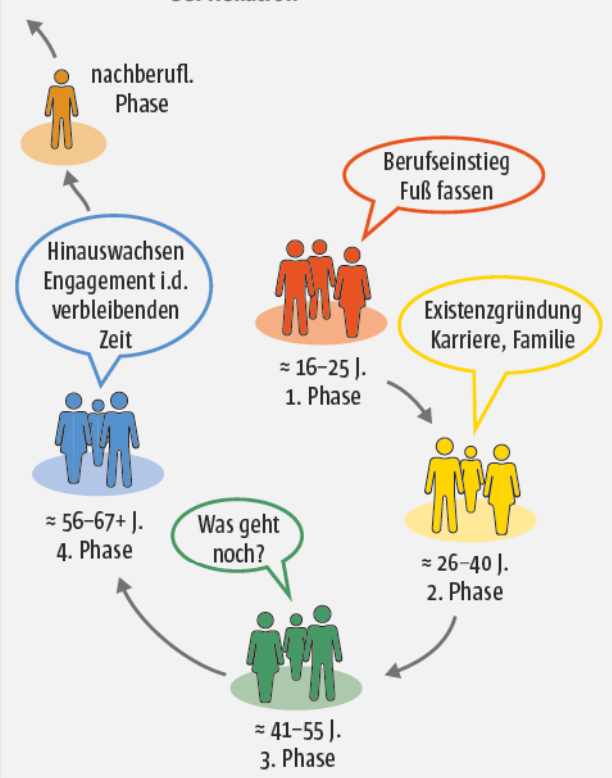 nachberufl.
Phase
Berufseinstieg
Fuß fassen
Hinauswachsen
Engagement i.d.
verbleibenden
Zeit
Existenzgründung
Karriere, Familie
≈ 16–25 J.
1. Phase
≈ 56–67+ J.
4. Phase
Was geht
noch?
≈ 26–40 J.
2. Phase
≈ 41–55 J.
3. Phase